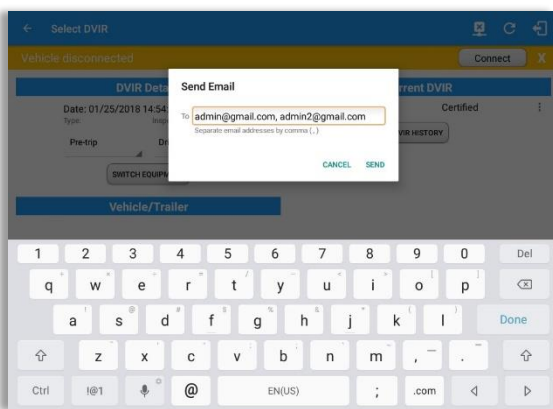 Select DVIR
Vehicle disconnected
Connect
X
DVIR Deta
rrent DVIR
Send Email
Date: 01/25/2018 14:54:
Certified
Type:
Inspe
To admin@gmail.com, admin2@gmail.com
Separate email addresses by comma ( , )
Pre-trip
Dr
VIR HISTORY
CANCEL SEND
SWITCH EQUIPM
Vehicle/Trailer
1 2 3 4 5 6 7 8 9 0 Del
q w e r t y u i o p
a s d f g h j k l Done
z x c v b n m , .
Ctrl !@1 @ EN(US) ; .com